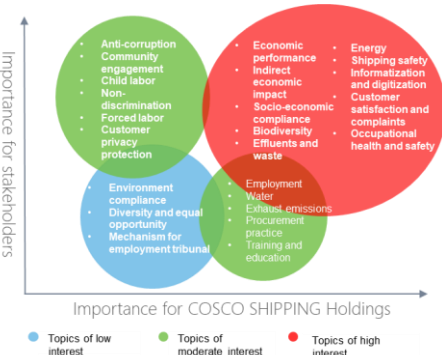 Importance for stakeholders
• Anti-corruption
• Community
engagement
• Child labor
• Non-
discrimination
• Forced labor
• Customer
privacy
protection
• Economic
performance
• Indirect
economic
impact
• Socio-economic
compliance
• Biodiversity
• Effluents and
waste
• Energy
• Shipping safety
• Informatization
and digitization
• Customer
satisfaction and
complaints
• Occupational
health and safety
• Environment
compliance
• Diversity and equal
opportunity
• Mechanism for
employment tribunal
• Employment
• Water
• Exhaust emissions
• Procurement
practice
• Training and
education
Importance for COSCO SHIPPING Holdings
Topics of low
interest
Topics of
moderate interest
Topics of high
interest